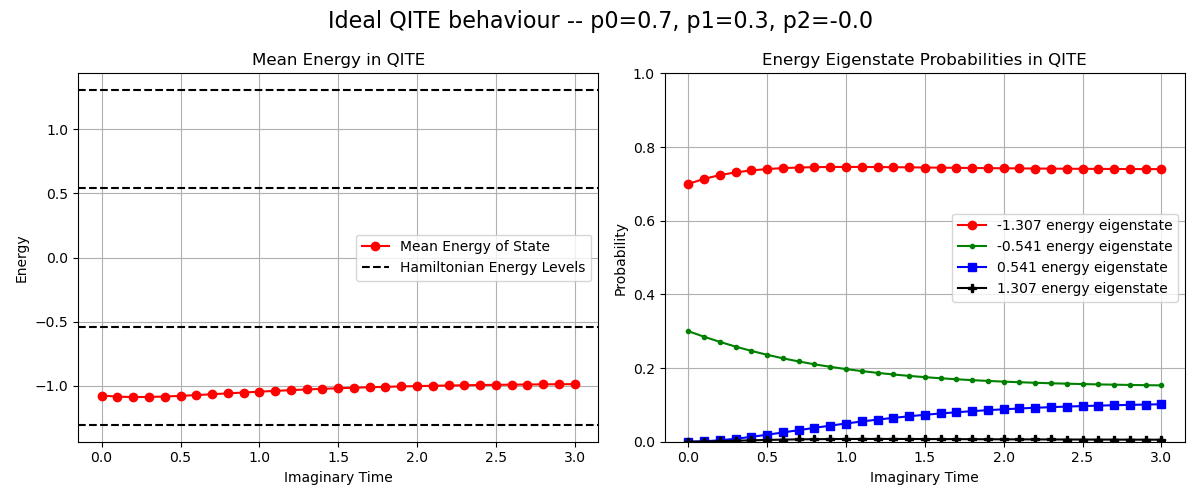 Ideal QITE behaviour -- p0=0.7, p1=0.3, p2=-0.0
Mean Energy in QITE
Energy
1.0
0.5
0.0
−0.5
−1.0
Mean Energy of State
Hamiltonian Energy Levels
0.0 0.5 1.0 1.5 2.0 2.5 3.0
Imaginary Time
Energy Eigenstate Probabilities in QITE
Probability
1.0
0.8
0.6
0.4
0.2
0.0
-1.307 energy eigenstate
-0.541 energy eigenstate
0.541 energy eigenstate
1.307 energy eigenstate
0.0 0.5 1.0 1.5 2.0 2.5 3.0
Imaginary Time